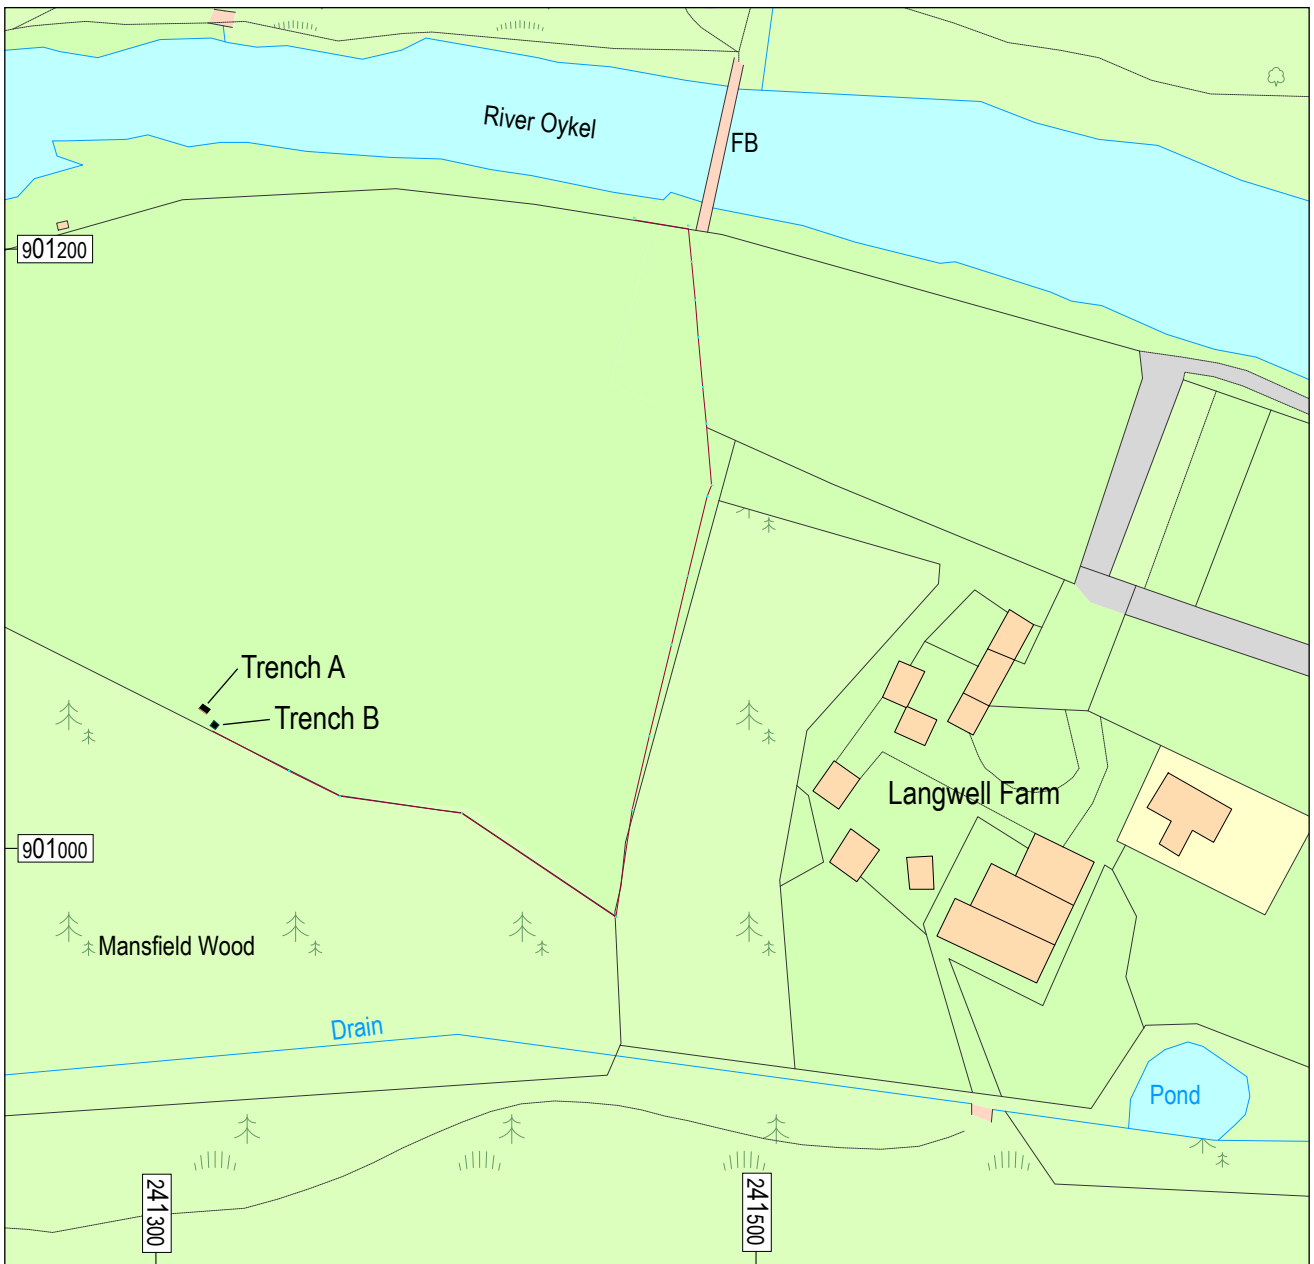 River Oykel
FB
901200
Trench A
Trench B
Langwell Farm
901000
Mansfield Wood
Drain
Pond
241300
241500